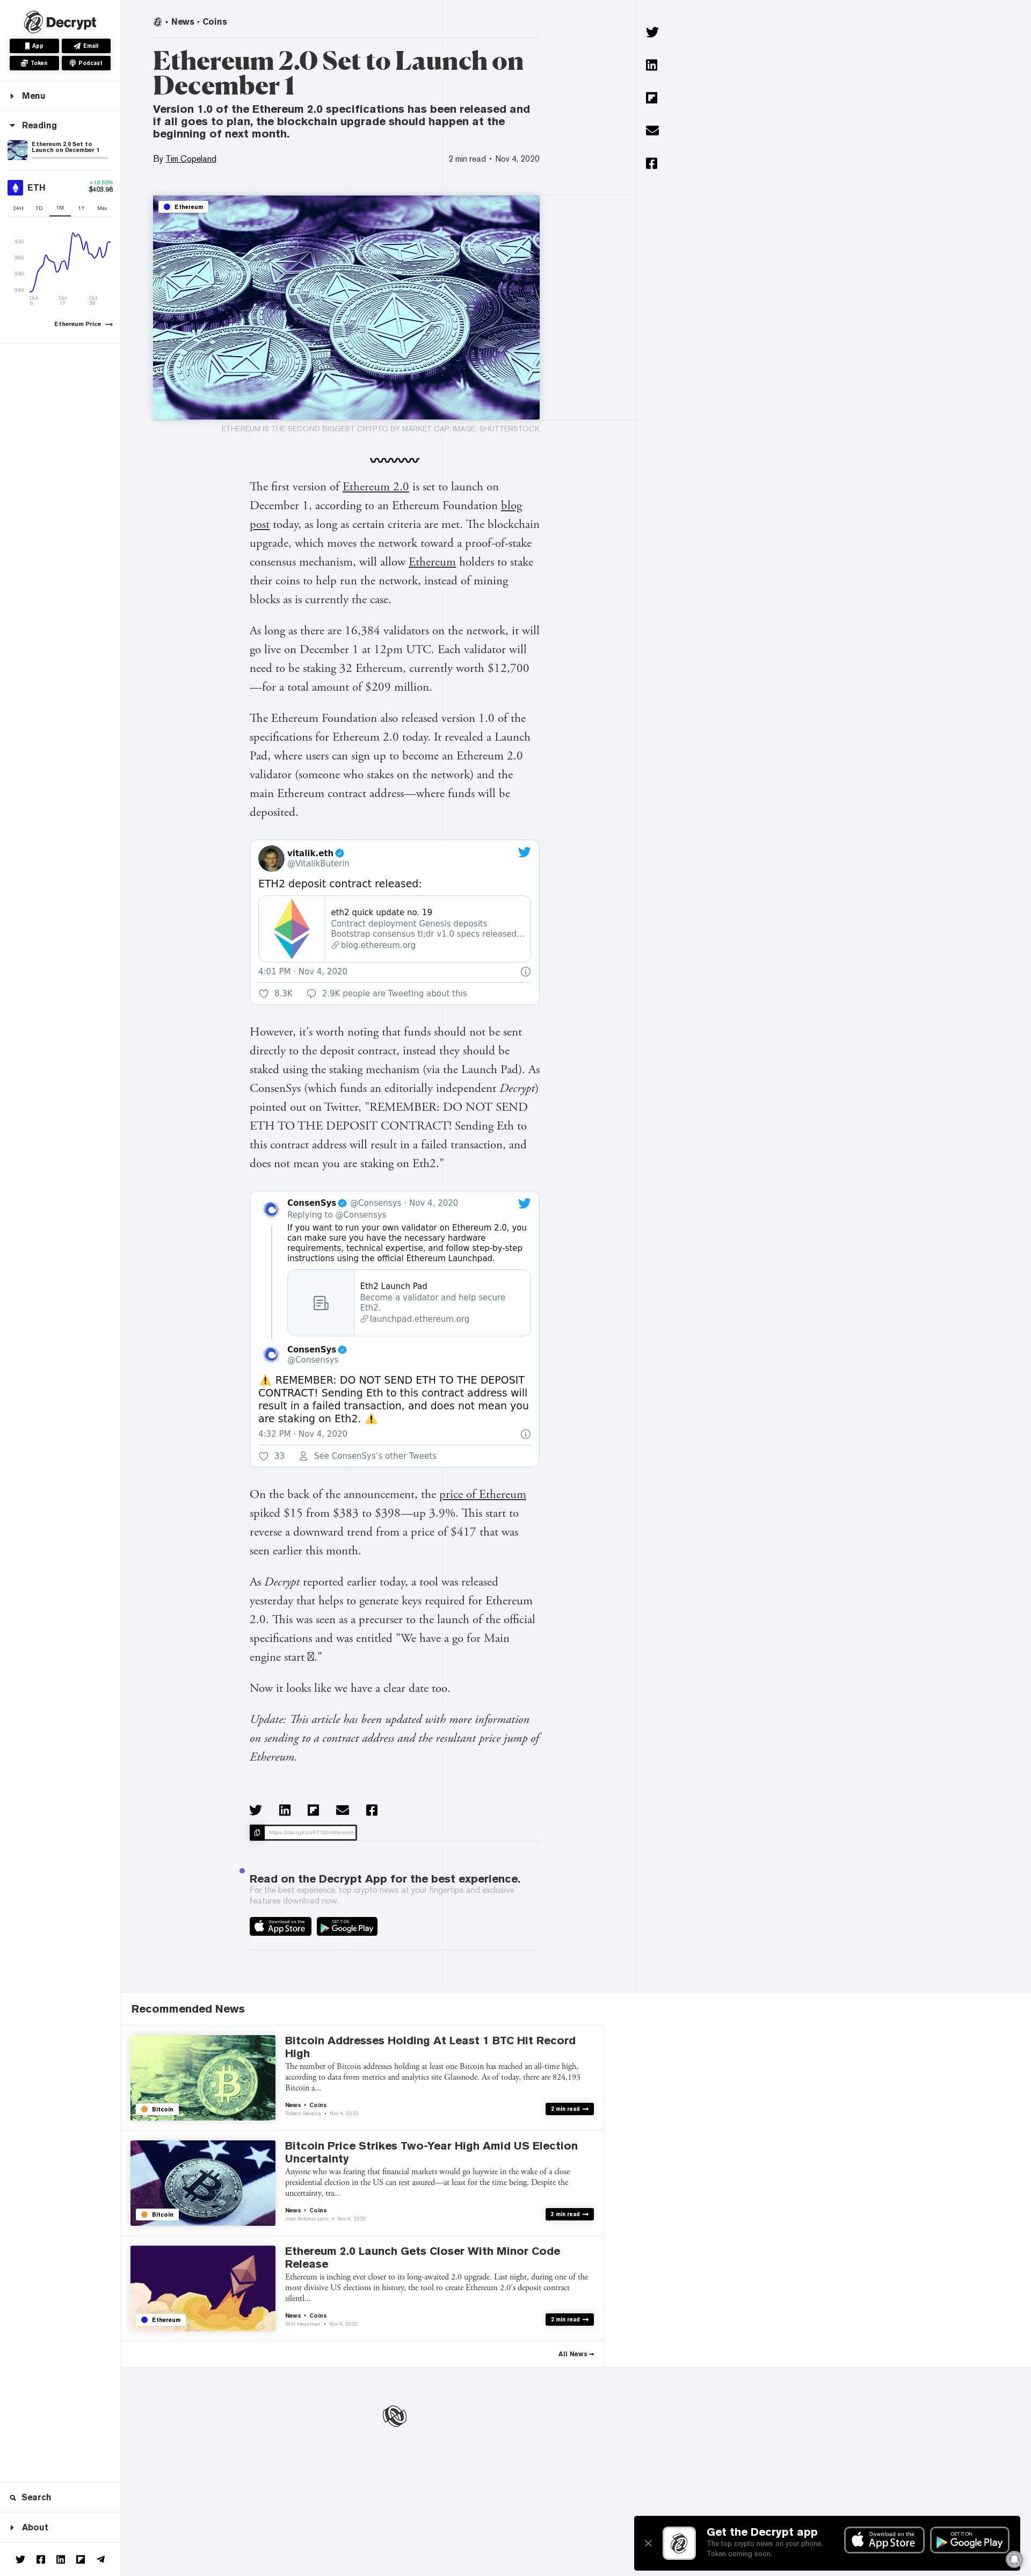 Decrypt
App
Email
Token
Podcast
Menu
Reading
Ethereum 2.0 Set to
Launch on December 1
ETH
+16.52%
$403.98
24H 7D 1M 1Y Max
400
380
360
340
Oct
6
Oct
17
Oct
29
Ethereum Price
• News • Coins
Ethereum 2.0 Set to Launch on
December 1
Version 1.0 of the Ethereum 2.0 specifications has been released and
if all goes to plan, the blockchain upgrade should happen at the
beginning of next month.
By Tim Copeland
2 min read • Nov 4, 2020
Ethereum
ETHEREUM IS THE SECOND BIGGEST CRYPTO BY MARKET CAP. IMAGE: SHUTTERSTOCK
The first version of Ethereum 2.0 is set to launch on
December 1, according to an Ethereum Foundation blog
post today, as long as certain criteria are met. The blockchain
upgrade, which moves the network toward a proof-of-stake
consensus mechanism, will allow Ethereum holders to stake
their coins to help run the network, instead of mining
blocks as is currently the case.
As long as there are 16,384 validators on the network, it will
go live on December 1 at 12pm UTC. Each validator will
need to be staking 32 Ethereum, currently worth $12,700
—for a total amount of $209 million.
The Ethereum Foundation also released version 1.0 of the
specifications for Ethereum 2.0 today. It revealed a Launch
Pad, where users can sign up to become an Ethereum 2.0
validator (someone who stakes on the network) and the
main Ethereum contract address—where funds will be
deposited.
vitalik.eth
@VitalikButerin
ETH2 deposit contract released:
eth2 quick update no. 19
Contract deployment Genesis deposits
Bootstrap consensus tl;dr v1.0 specs released…
blog.ethereum.org
4:01 PM · Nov 4, 2020
8.3K 2.9K people are Tweeting about this
However, it's worth noting that funds should not be sent
directly to the deposit contract, instead they should be
staked using the staking mechanism (via the Launch Pad). As
ConsenSys (which funds an editorially independent Decrypt)
pointed out on Twitter, "REMEMBER: DO NOT SEND
ETH TO THE DEPOSIT CONTRACT! Sending Eth to
this contract address will result in a failed transaction, and
does not mean you are staking on Eth2."
ConsenSys @Consensys · Nov 4, 2020
Replying to @Consensys
If you want to run your own validator on Ethereum 2.0, you
can make sure you have the necessary hardware
requirements, technical expertise, and follow step-by-step
instructions using the official Ethereum Launchpad.
Eth2 Launch Pad
Become a validator and help secure
Eth2.
launchpad.ethereum.org
ConsenSys
@Consensys
⚠️ REMEMBER: DO NOT SEND ETH TO THE DEPOSIT
CONTRACT! Sending Eth to this contract address will
result in a failed transaction, and does not mean you
are staking on Eth2. ⚠️
4:32 PM · Nov 4, 2020
33 See ConsenSys's other Tweets
On the back of the announcement, the price of Ethereum
spiked $15 from $383 to $398—up 3.9%. This start to
reverse a downward trend from a price of $417 that was
seen earlier this month.
As Decrypt reported earlier today, a tool was released
yesterday that helps to generate keys required for Ethereum
2.0. This was seen as a precurser to the launch of the official
specifications and was entitled "We have a go for Main
engine start ."
Now it looks like we have a clear date too.
Update: This article has been updated with more information
on sending to a contract address and the resultant price jump of
Ethereum.
Read on the Decrypt App for the best experience.
For the best experience, top crypto news at your fingertips and exclusive
features download now.
Download on the
App Store
GET IT ON
Google Play
Recommended News
Bitcoin
Bitcoin Addresses Holding At Least 1 BTC Hit Record
High
The number of Bitcoin addresses holding at least one Bitcoin has reached an all-time high,
according to data from metrics and analytics site Glassnode. As of today, there are 824,193
Bitcoin a...
News • Coins
Robert Stevens • Nov 4, 2020
2 min read
Bitcoin
Bitcoin Price Strikes Two-Year High Amid US Election
Uncertainty
Anyone who was fearing that financial markets would go haywire in the wake of a close
presidential election in the US can rest assured—at least for the time being. Despite the
uncertainty, tra...
News • Coins
Jose Antonio Lanz • Nov 4, 2020
3 min read
Ethereum
Ethereum 2.0 Launch Gets Closer With Minor Code
Release
Ethereum is inching ever closer to its long-awaited 2.0 upgrade. Last night, during one of the
most divisive US elections in history, the tool to create Ethereum 2.0's deposit contract
silentl...
News • Coins
Will Heasman • Nov 4, 2020
2 min read
All News
Search
About
Get the Decrypt app
The top crypto news on your phone.
Token coming soon.
Download on the
App Store
GET IT ON
Google Play